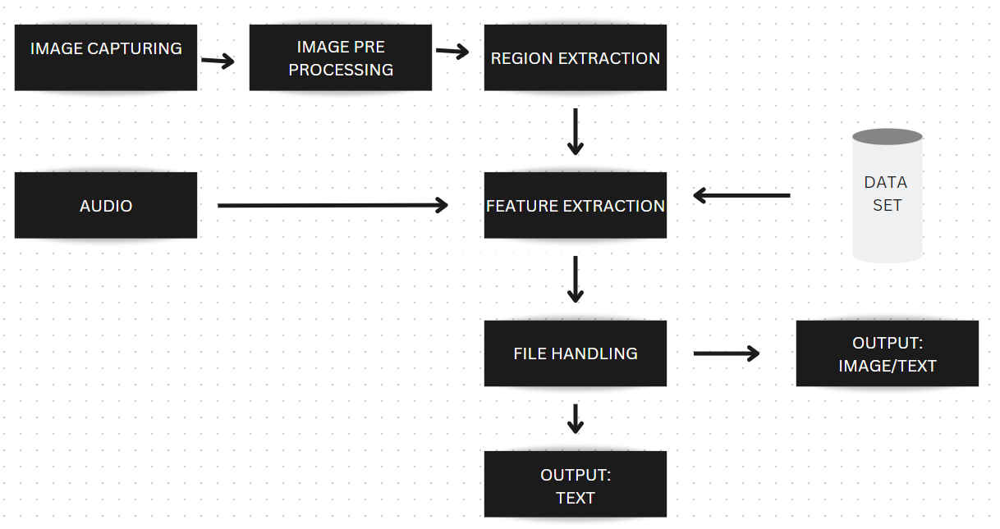 IMAGE CAPTURING
IMAGE PRE
PROCESSING
REGION EXTRACTION
AUDIO
FEATURE EXTRACTION
DATA
SET
FILE HANDLING
OUTPUT:
IMAGE/TEXT
OUTPUT:
TEXT